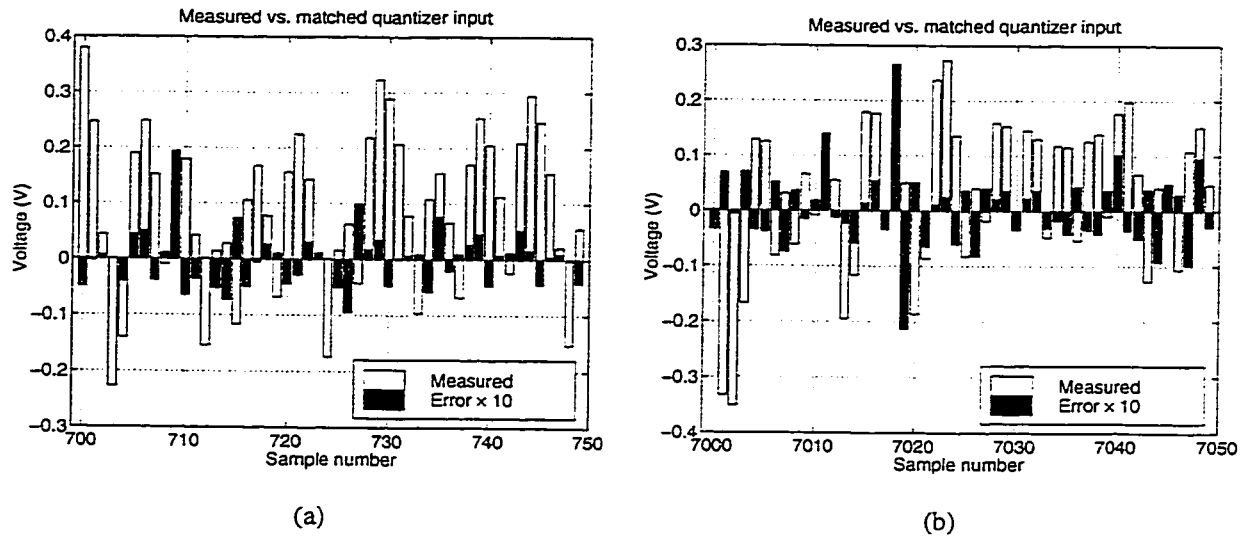 Measured vs. matched quantizer input
0.4
0.3
0.2
0.1
0
−0.1
−0.2
−0.3
Voltage (V)
700
710
720
730
740
750
Sample number
Measured
Error × 10
(a)
Measured vs. matched quantizer input
0.3
0.2
0.1
0
−0.1
−0.2
−0.3
−0.4
Voltage (V)
7000
7010
7020
7030
7040
7050
Sample number
Measured
Error × 10
(b)